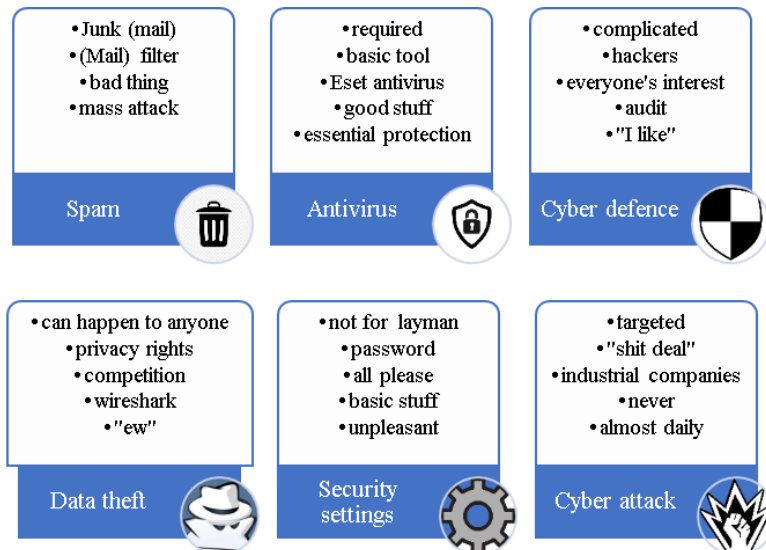 •Junk (mail)
•(Mail) filter
•bad thing
•mass attack
Spam
•required
•basic tool
•Eset antivirus
•good stuff
•essential protection
Antivirus
•complicated
•hackers
•everyone's interest
•audit
•"I like"
Cyber defence
•can happen to anyone
•privacy rights
•competition
•wireshark
•"ew"
Data theft
•not for layman
•password
•all please
•basic stuff
•unpleasant
Security
settings
•targeted
•"shit deal"
•industrial companies
•never
•almost daily
Cyber attack